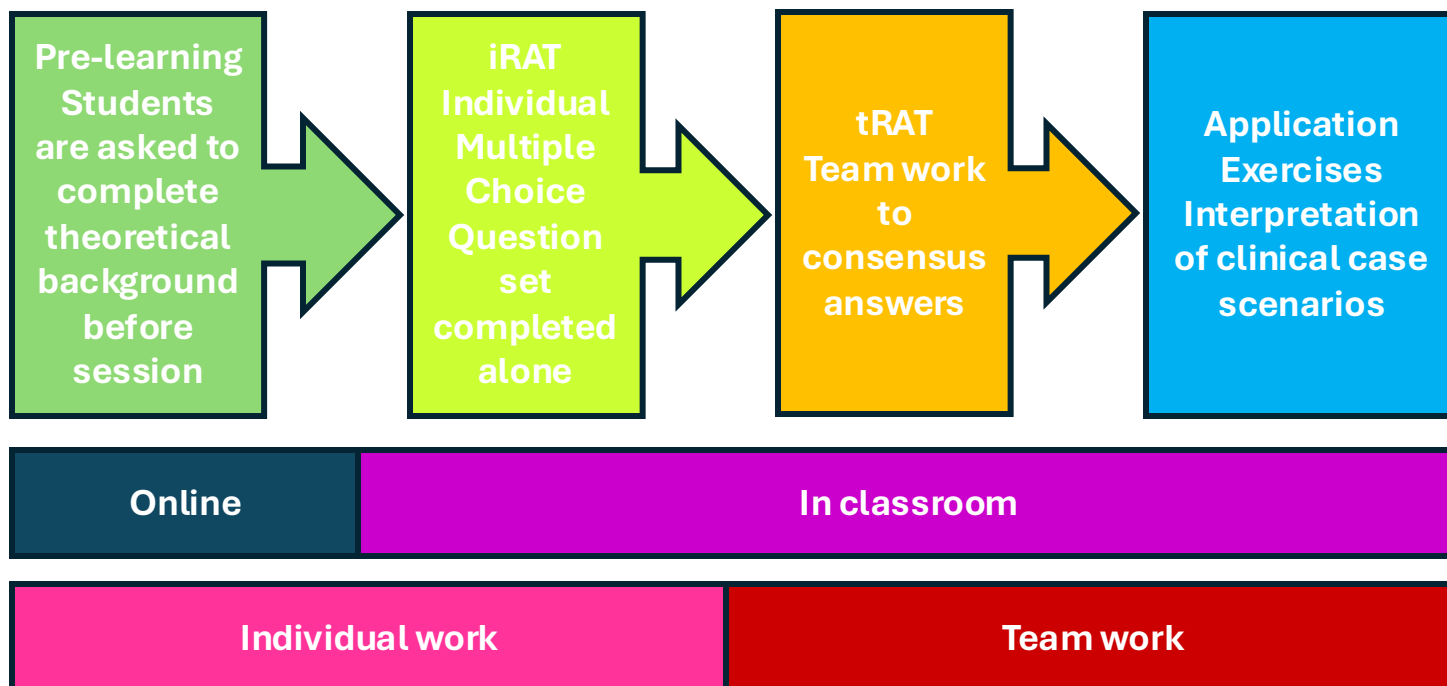 Pre-learning
Students
are asked to
complete
theoretical
background
before
session
iRAT
Individual
Multiple
Choice
Question
set
completed
alone
tRAT
Team work
to
consensus
answers
Application
Exercises
Interpretation
of clinical case
scenarios
Online
In classroom
Individual work
Team work